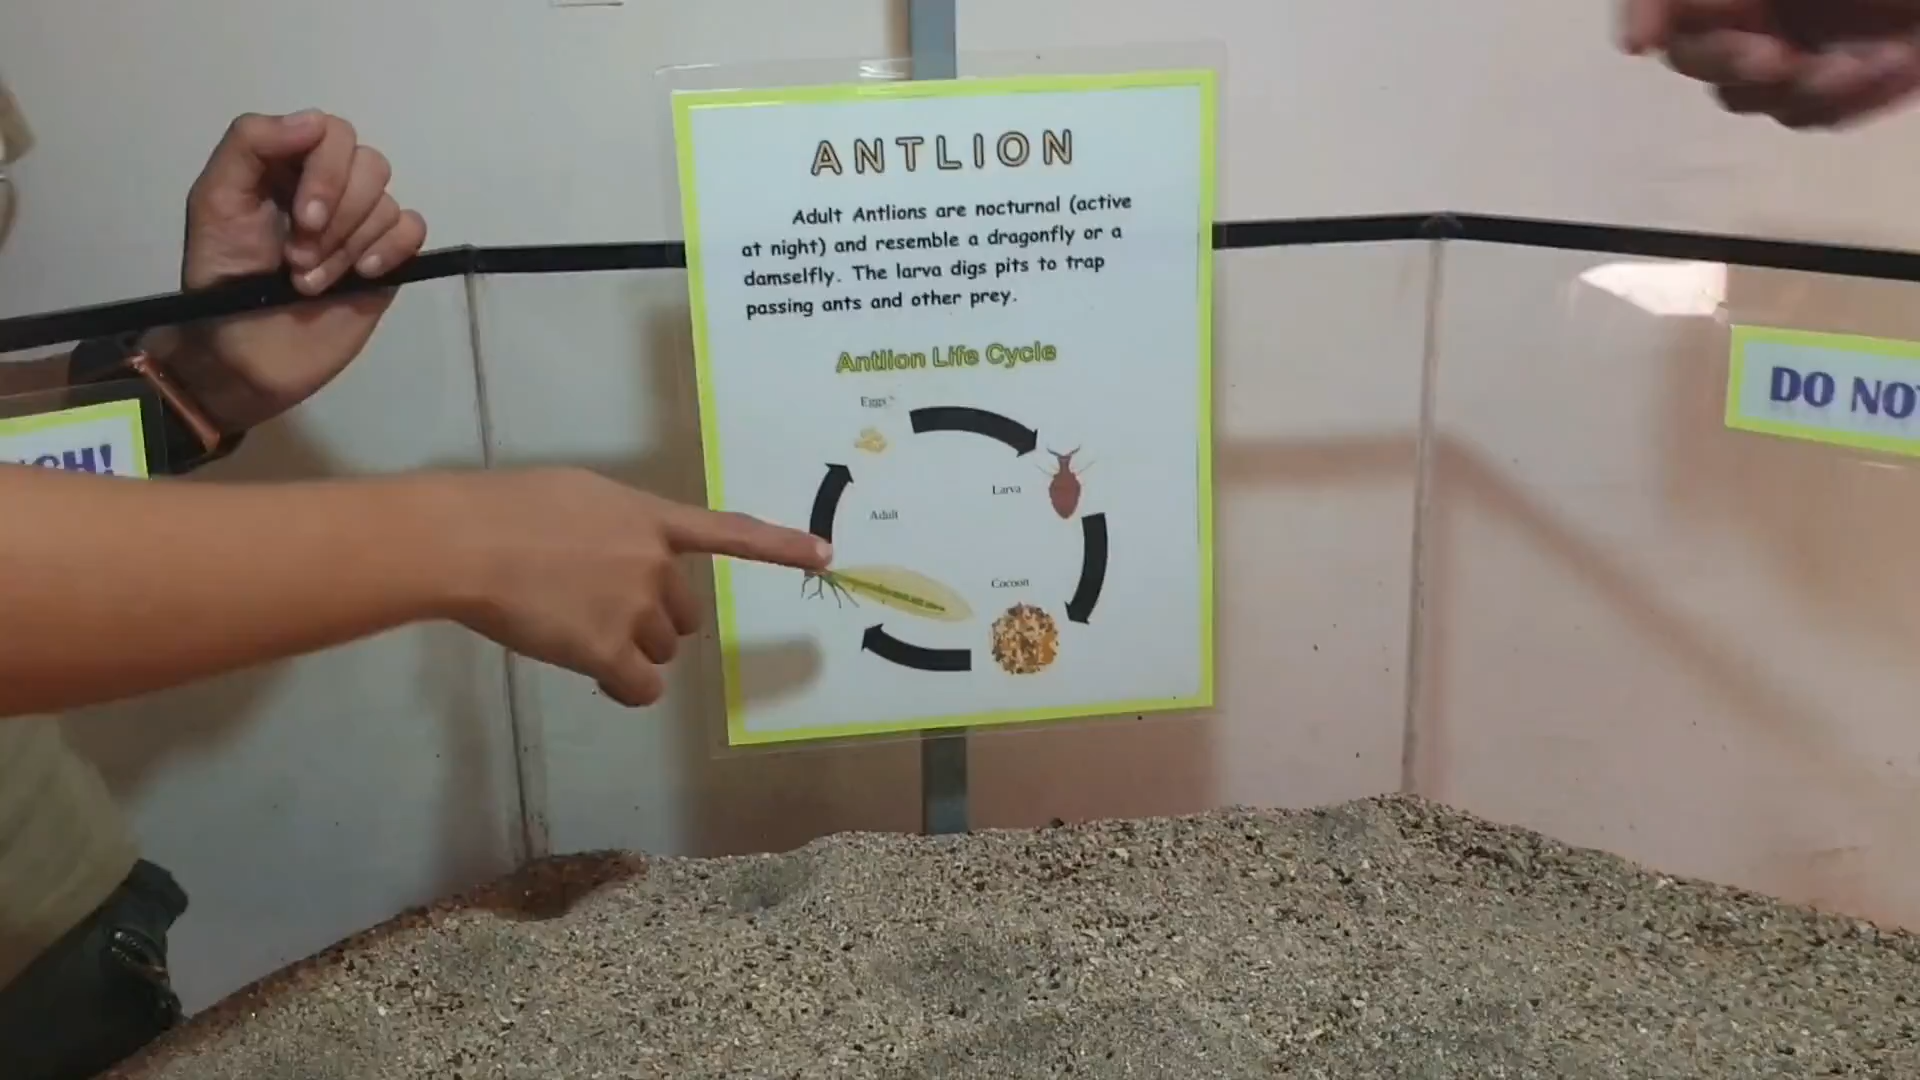 ANTLION
Adult Antlions are nocturnal (active
at night) and resemble a dragonfly or a
damselfly. The larva digs pits to trap
passing ants and other prey.
Antlion Life Cycle
Eggs
Larva
Adult
Cocoon
DO NO
CH!